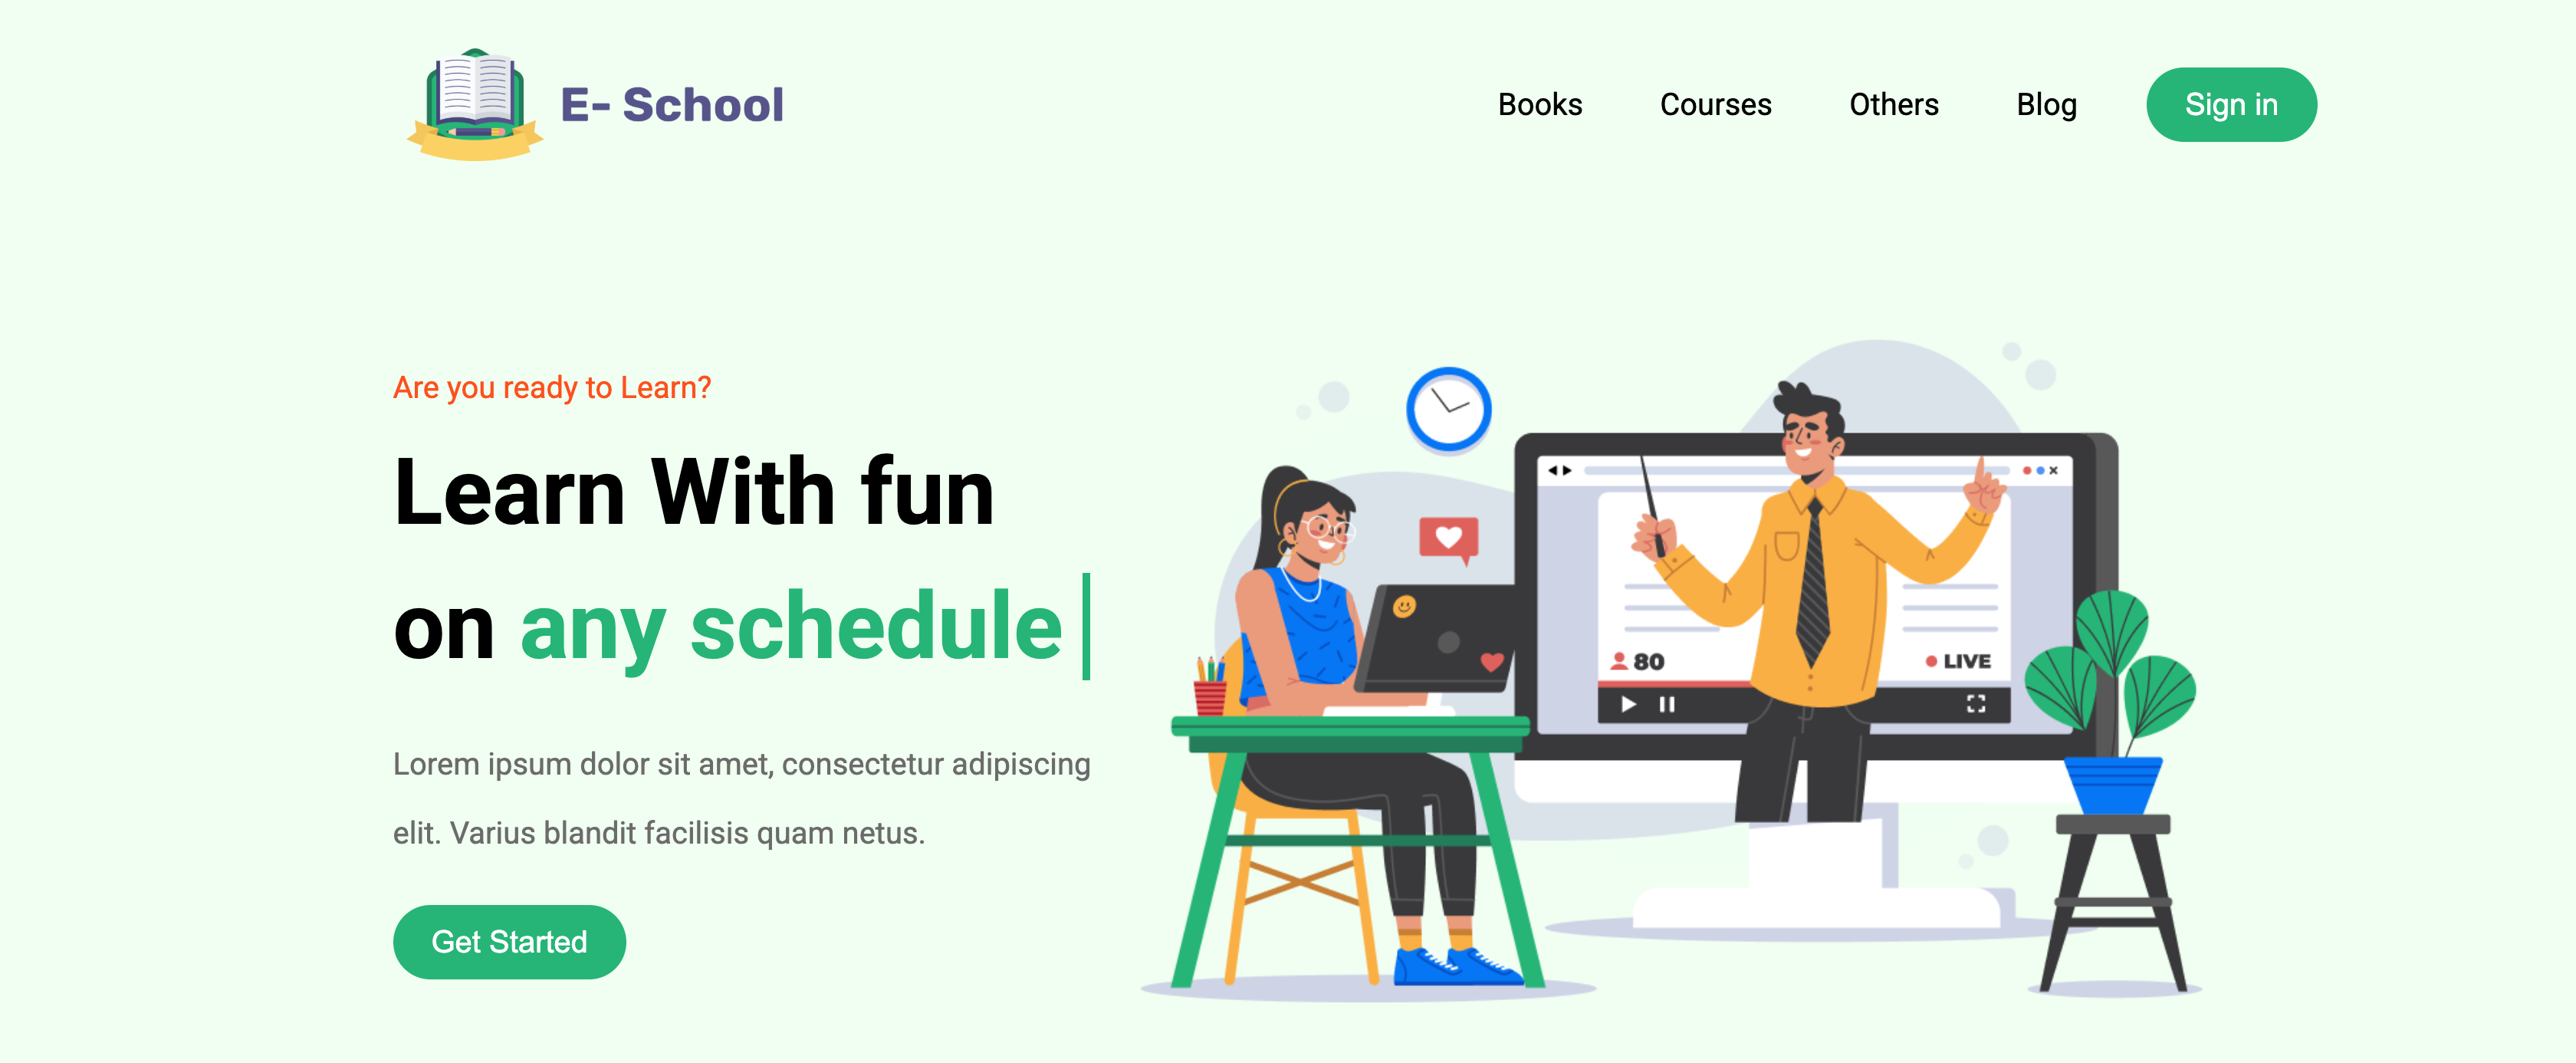 E- School
Books
Courses
Others
Blog
Sign in
Are you ready to Learn?
Learn With fun
on any schedule
Lorem ipsum dolor sit amet, consectetur adipiscing
elit. Varius blandit facilisis quam netus.
Get Started
80
LIVE